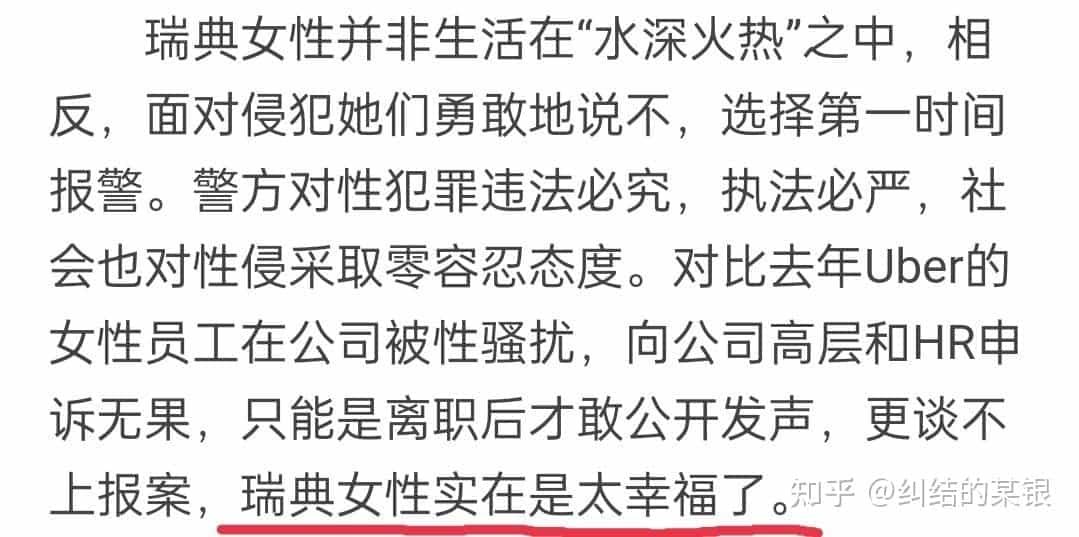 瑞典女性并非生活在“水深火热”之中，相
反，面对侵犯她们勇敢地说不，选择第一时间
报警。警方对性犯罪违法必究，执法必严，社
会也对性侵采取零容忍态度。对比去年Uber的
女性员工在公司被性骚扰，向公司高层和HR申
诉无果，只能是离职后才敢公开发声，更谈不
上报案，瑞典女性实在是太幸福了。
知乎 @纠结的某银